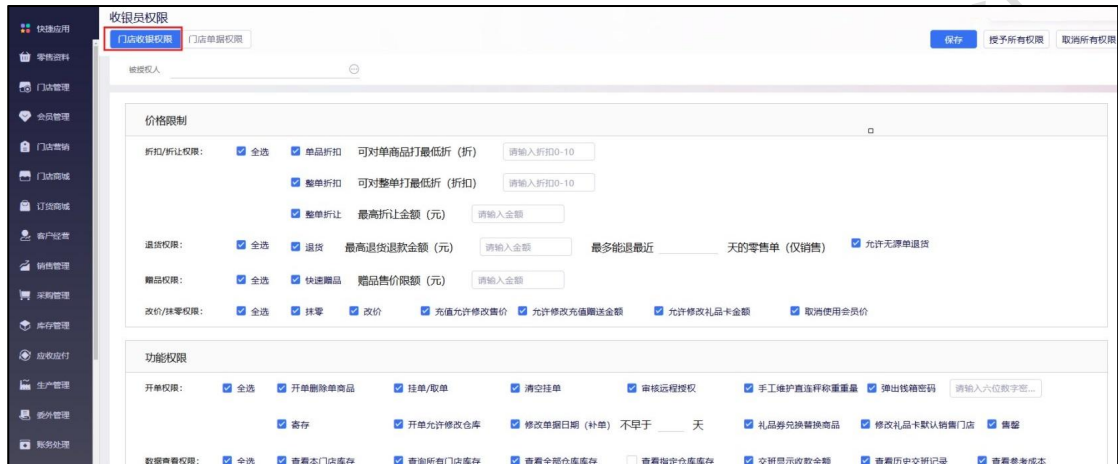 收银员权限
快捷应用
门店收银权限 门店单据权限 保存 授予所有权限 取消所有权限
零售资料
被授权人
门店管理
会员管理
价格限制
门店营销
折扣/折让权限： 全选 单品折扣 可对单商品打最低折（折） 请输入折扣0-10
门店商城
整单折扣 可对整单打最低折（折扣） 请输入折扣0-10
订货商城
整单折让 最高折让金额（元） 请输入金额
客户经营
退货权限： 全选 退货 最高退货退款金额（元） 请输入金额 最多能退最近 天的零售单（仅销售） 允许无源单退货
销售管理
赠品权限： 全选 快速赠品 赠品售价限额（元） 请输入金额
采购管理
改价/抹零权限： 全选 抹零 改价 充值允许修改售价 允许修改充值赠送金额 允许修改礼品卡金额 取消使用会员价
库存管理
应收应付
功能权限
生产管理
开单权限： 全选 开单删除单商品 挂单/取单 清空挂单 审核远程授权 手工维护直连秤称重重量 弹出钱箱密码 请输入六位数字密...
委外管理
寄存 开单允许修改仓库 修改单据日期（补单） 不早于 天 礼品券兑换替换商品 修改礼品卡默认销售门店 售罄
账务处理
数据查看权限： 全选 查看本门店库存 查询所有门店库存 查看全部仓库库存 查看指定仓库库存 交班显示收款金额 查看历史交班记录 查看参考成本